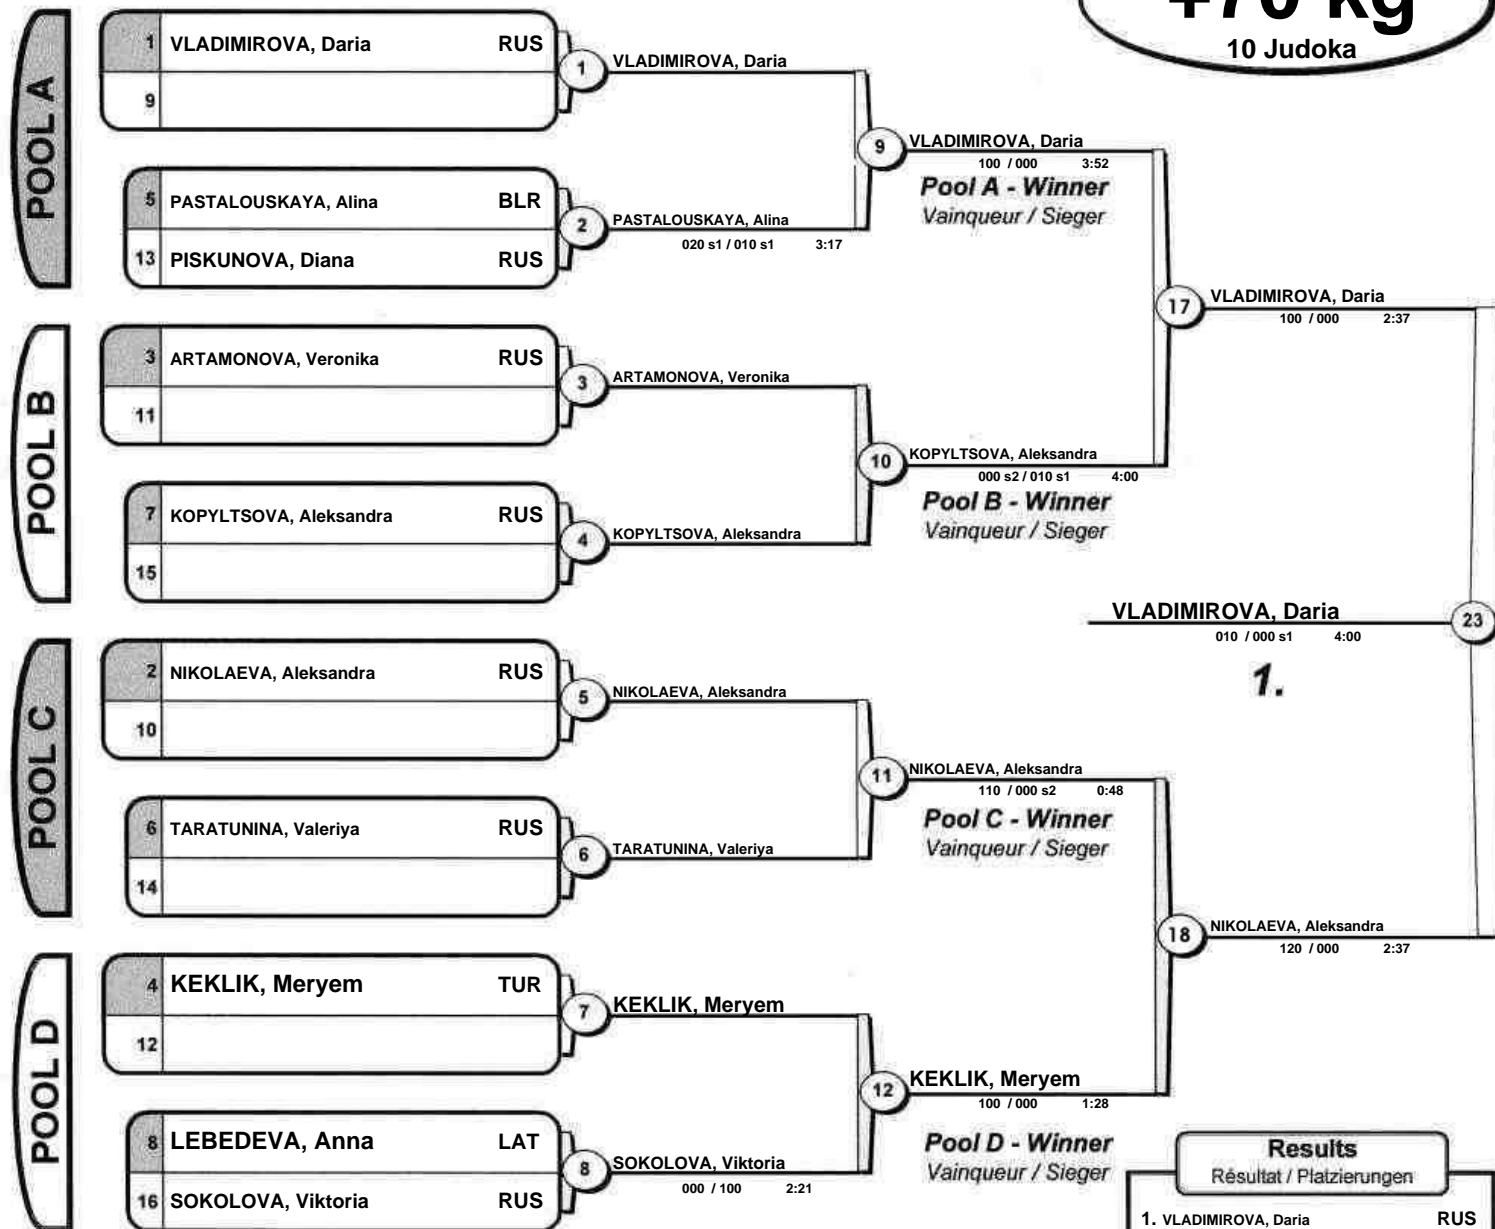 +70 kg
10 Judoka
POOL A
1 VLADIMIROVA, Daria RUS
9
5 PASTALOUSKAYA, Alina BLR
13 PISKUNOVA, Diana RUS
1 VLADIMIROVA, Daria
2 PASTALOUSKAYA, Alina
020 s1 / 010 s1 3:17
9 VLADIMIROVA, Daria
100 / 000 3:52
Pool A - Winner
Vainqueur / Sieger
POOL B
3 ARTAMONOVA, Veronika RUS
11
7 KOPYLTSOVA, Aleksandra RUS
15
3 ARTAMONOVA, Veronika
4 KOPYLTSOVA, Aleksandra
10 KOPYLTSOVA, Aleksandra
000 s2 / 010 s1 4:00
Pool B - Winner
Vainqueur / Sieger
17 VLADIMIROVA, Daria
100 / 000 2:37
VLADIMIROVA, Daria 23
010 / 000 s1 4:00
1.
POOL C
2 NIKOLAEVA, Aleksandra RUS
10
6 TARATUNINA, Valeriya RUS
14
5 NIKOLAEVA, Aleksandra
6 TARATUNINA, Valeriya
11 NIKOLAEVA, Aleksandra
110 / 000 s2 0:48
Pool C - Winner
Vainqueur / Sieger
POOL D
4 KEKLIK, Meryem TUR
12
8 LEBEDEVA, Anna LAT
16 SOKOLOVA, Viktoria RUS
7 KEKLIK, Meryem
8 SOKOLOVA, Viktoria
000 / 100 2:21
12 KEKLIK, Meryem
100 / 000 1:28
Pool D - Winner
Vainqueur / Sieger
18 NIKOLAEVA, Aleksandra
120 / 000 2:37
Results
Résultat / Platzierungen
1. VLADIMIROVA, Daria RUS